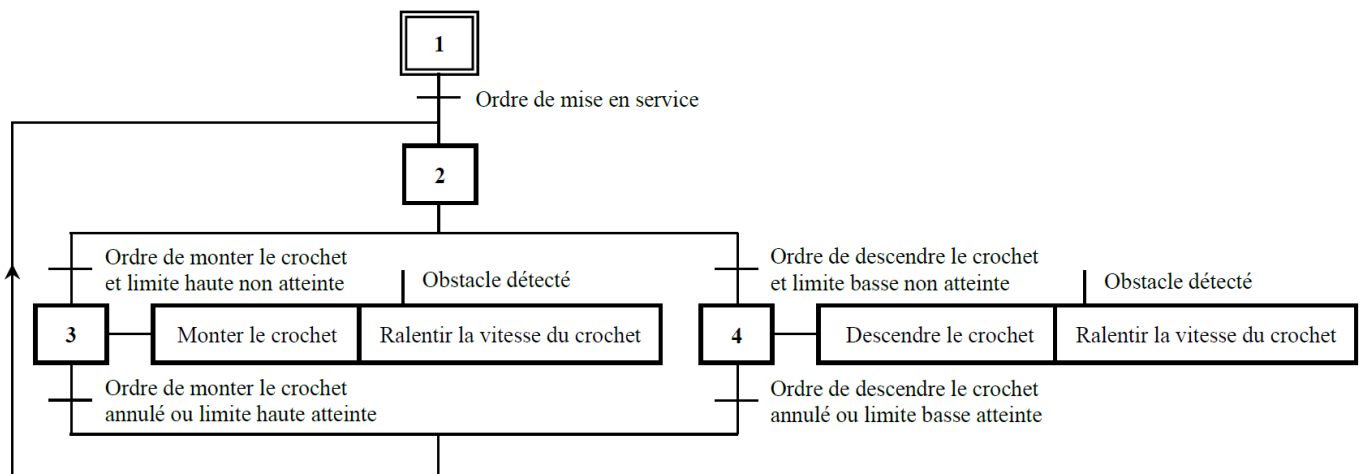 1
Ordre de mise en service
2
Ordre de monter le crochet
et limite haute non atteinte
Obstacle détecté
Ordre de descendre le crochet
et limite basse non atteinte
Obstacle détecté
3
Monter le crochet
Ralentir la vitesse du crochet
4
Descendre le crochet
Ralentir la vitesse du crochet
Ordre de monter le crochet
annulé ou limite haute atteinte
Ordre de descendre le crochet
annulé ou limite basse atteinte